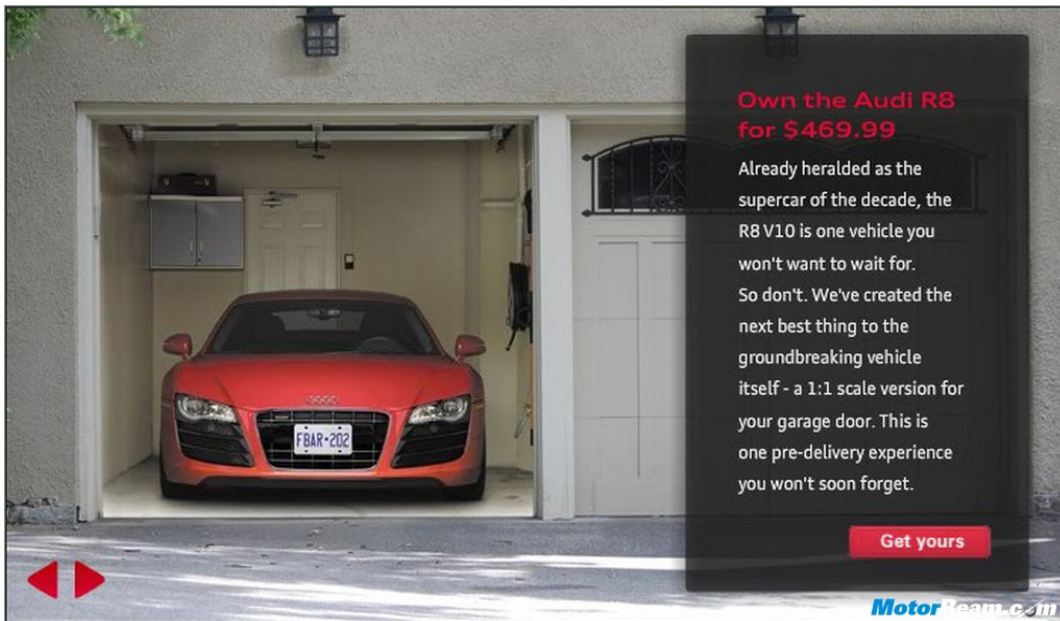 Own the Audi R8
for $469.99
Already heralded as the
supercar of the decade, the
R8 V10 is one vehicle you
won't want to wait for.
So don't. We've created the
next best thing to the
groundbreaking vehicle
itself - a 1:1 scale version for
your garage door. This is
one pre-delivery experience
you won't soon forget.
Get yours
FBAR•202
MotorBeam.com